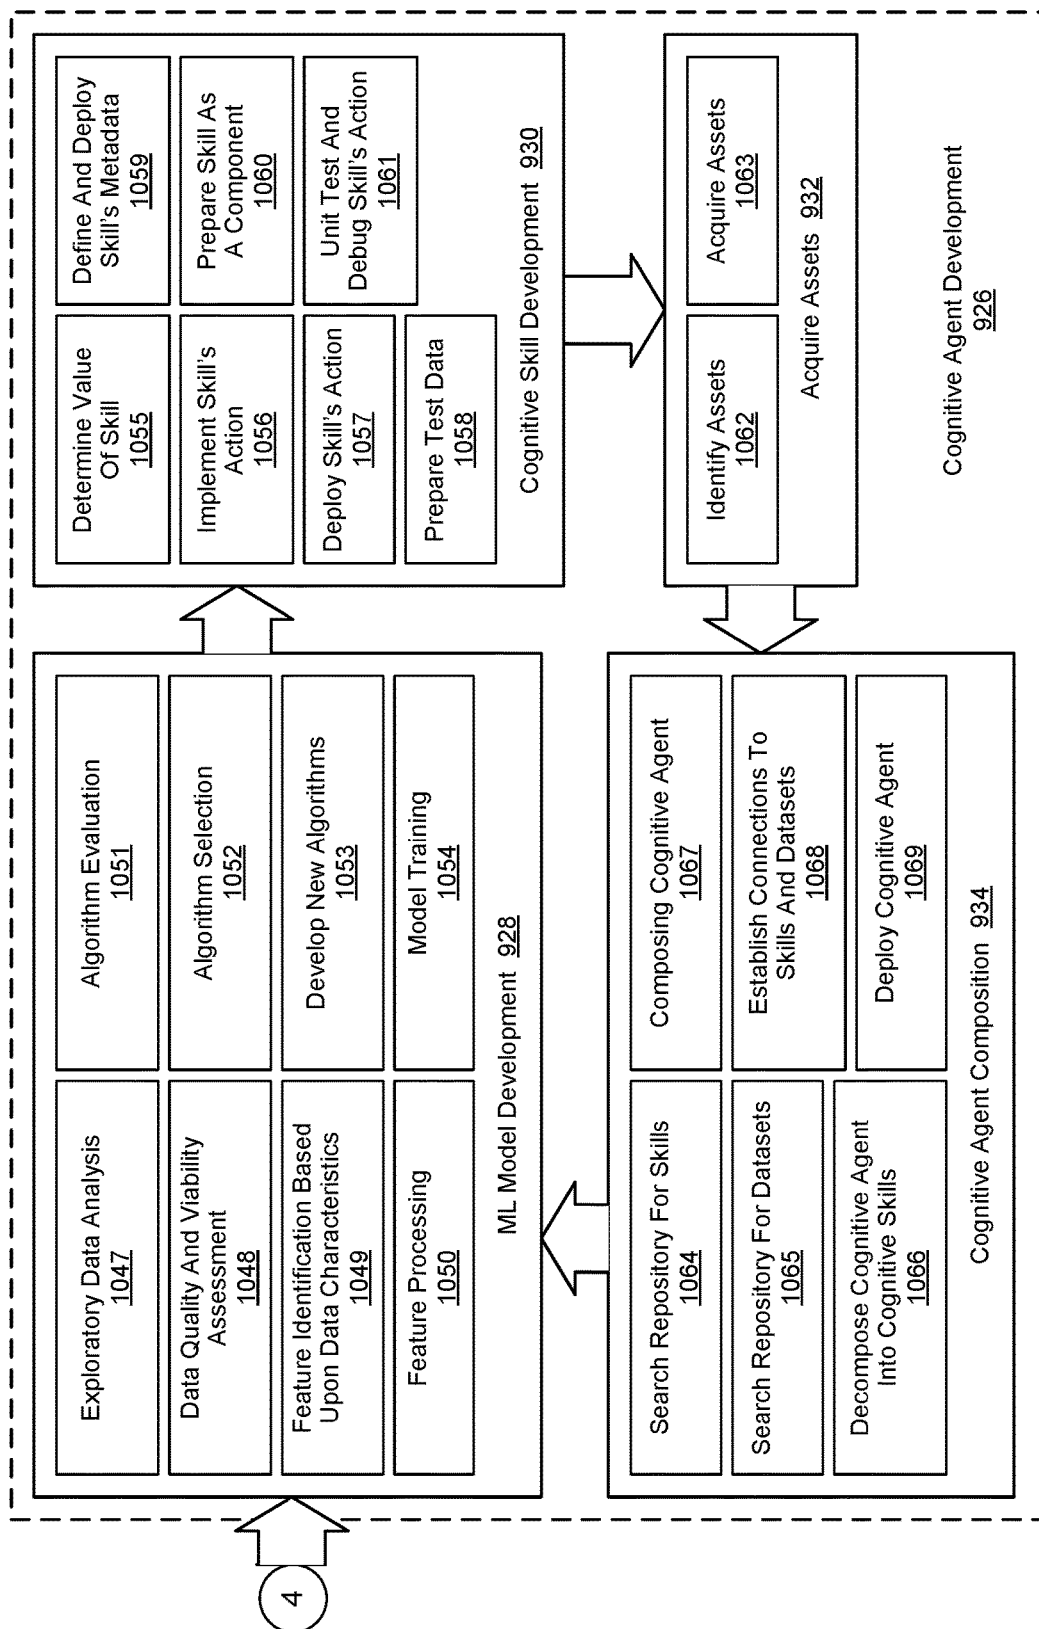 4
Exploratory Data Analysis
1047
Data Quality And Viability
Assessment
1048
Feature Identification Based
Upon Data Characteristics
1049
Feature Processing
1050
Algorithm Evaluation
1051
Algorithm Selection
1052
Develop New Algorithms
1053
Model Training
1054
ML Model Development 928
Determine Value
Of Skill
1055
Implement Skill's
Action
1056
Deploy Skill's Action
1057
Prepare Test Data
1058
Define And Deploy
Skill's Metadata
1059
Prepare Skill As
A Component
1060
Unit Test And
Debug Skill's Action
1061
Cognitive Skill Development 930
Identify Assets
1062
Acquire Assets
1063
Acquire Assets 932
Search Repository For Skills
1064
Search Repository For Datasets
1065
Decompose Cognitive Agent
Into Cognitive Skills
1066
Composing Cognitive Agent
1067
Establish Connections To
Skills And Datasets
1068
Deploy Cognitive Agent
1069
Cognitive Agent Composition 934
Cognitive Agent Development
926